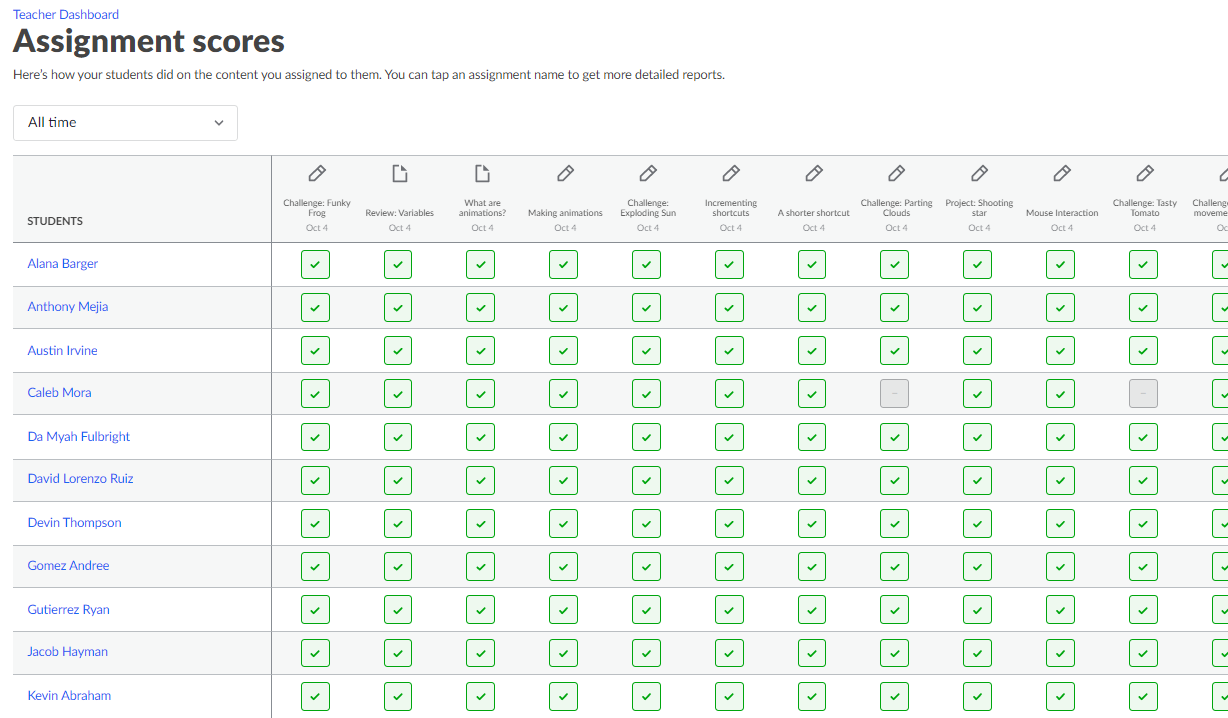 Teacher Dashboard
Assignment scores
Here's how your students did on the content you assigned to them. You can tap an assignment name to get more detailed reports.
All time
STUDENTS
Challenge: Funky
Frog
Oct 4
Review: Variables
Oct 4
What are
animations?
Oct 4
Making animations
Oct 4
Challenge:
Exploding Sun
Oct 4
Incrementing
shortcuts
Oct 4
A shorter shortcut
Oct 4
Challenge: Parting
Clouds
Oct 4
Project: Shooting
star
Oct 4
Mouse Interaction
Oct 4
Challenge: Tasty
Tomato
Oct 4
Challenge
Alana Barger
Anthony Mejia
Austin Irvine
Caleb Mora
Da Myah Fulbright
David Lorenzo Ruiz
Devin Thompson
Gomez Andree
Gutierrez Ryan
Jacob Hayman
Kevin Abraham